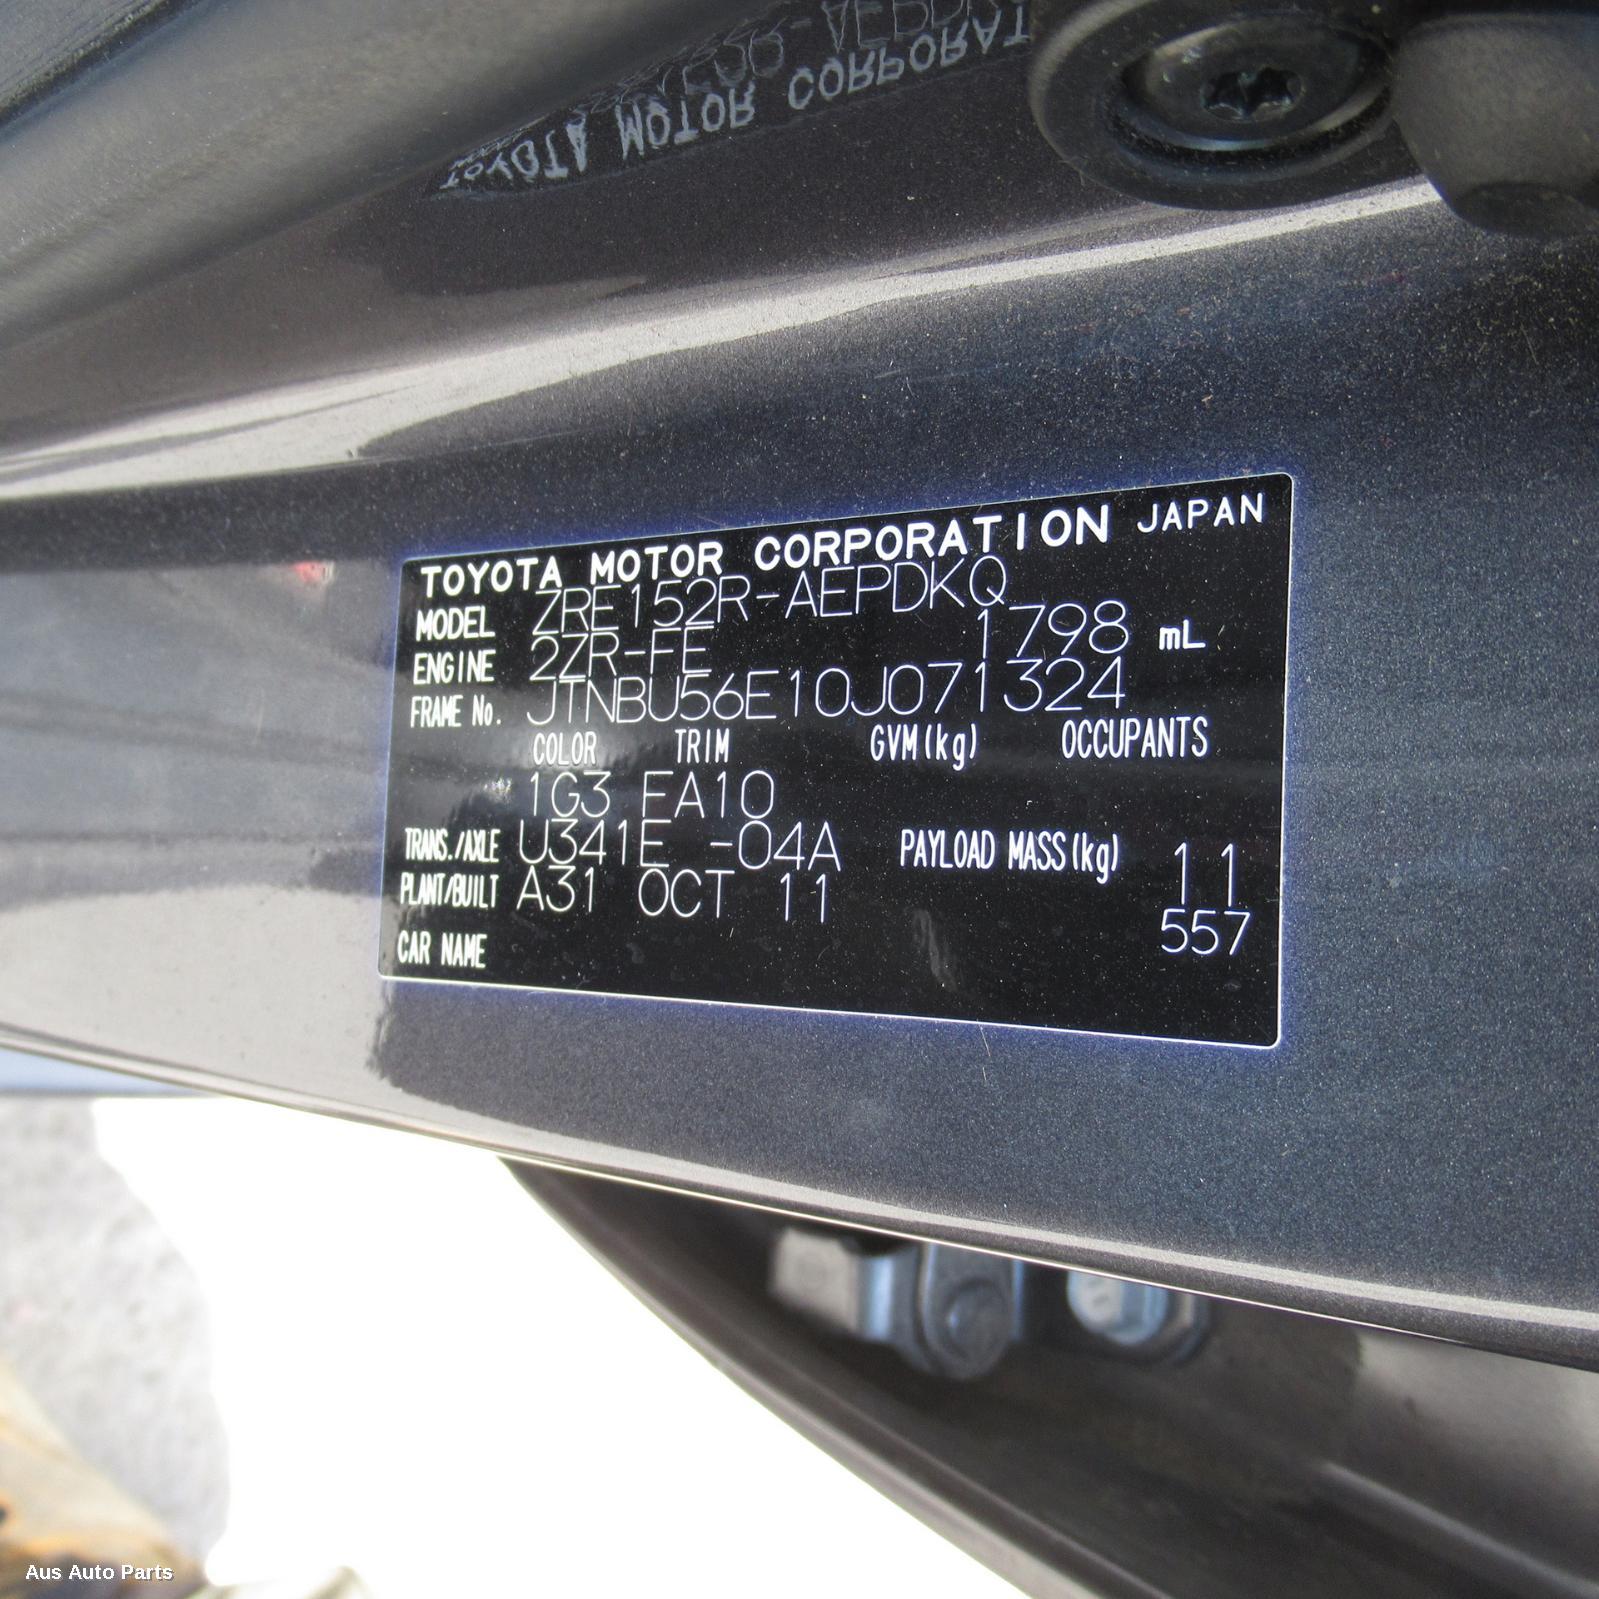 TOYOTA MOTOR CORPORATION JAPAN
MODEL ZRE152R-AEPDKQ
ENGINE 2ZR-FE 1798 mL
FRAME No. JTNBU56E10J071324
COLOR TRIM GVM(kg) OCCUPANTS
1G3 FA10
TRANS./AXLE U341E -04A PAYLOAD MASS(kg) 11
PLANT/BUILT A31 OCT 11
557
CAR NAME
TOYOTA MOTOR CORPORAT
Aus Auto Parts